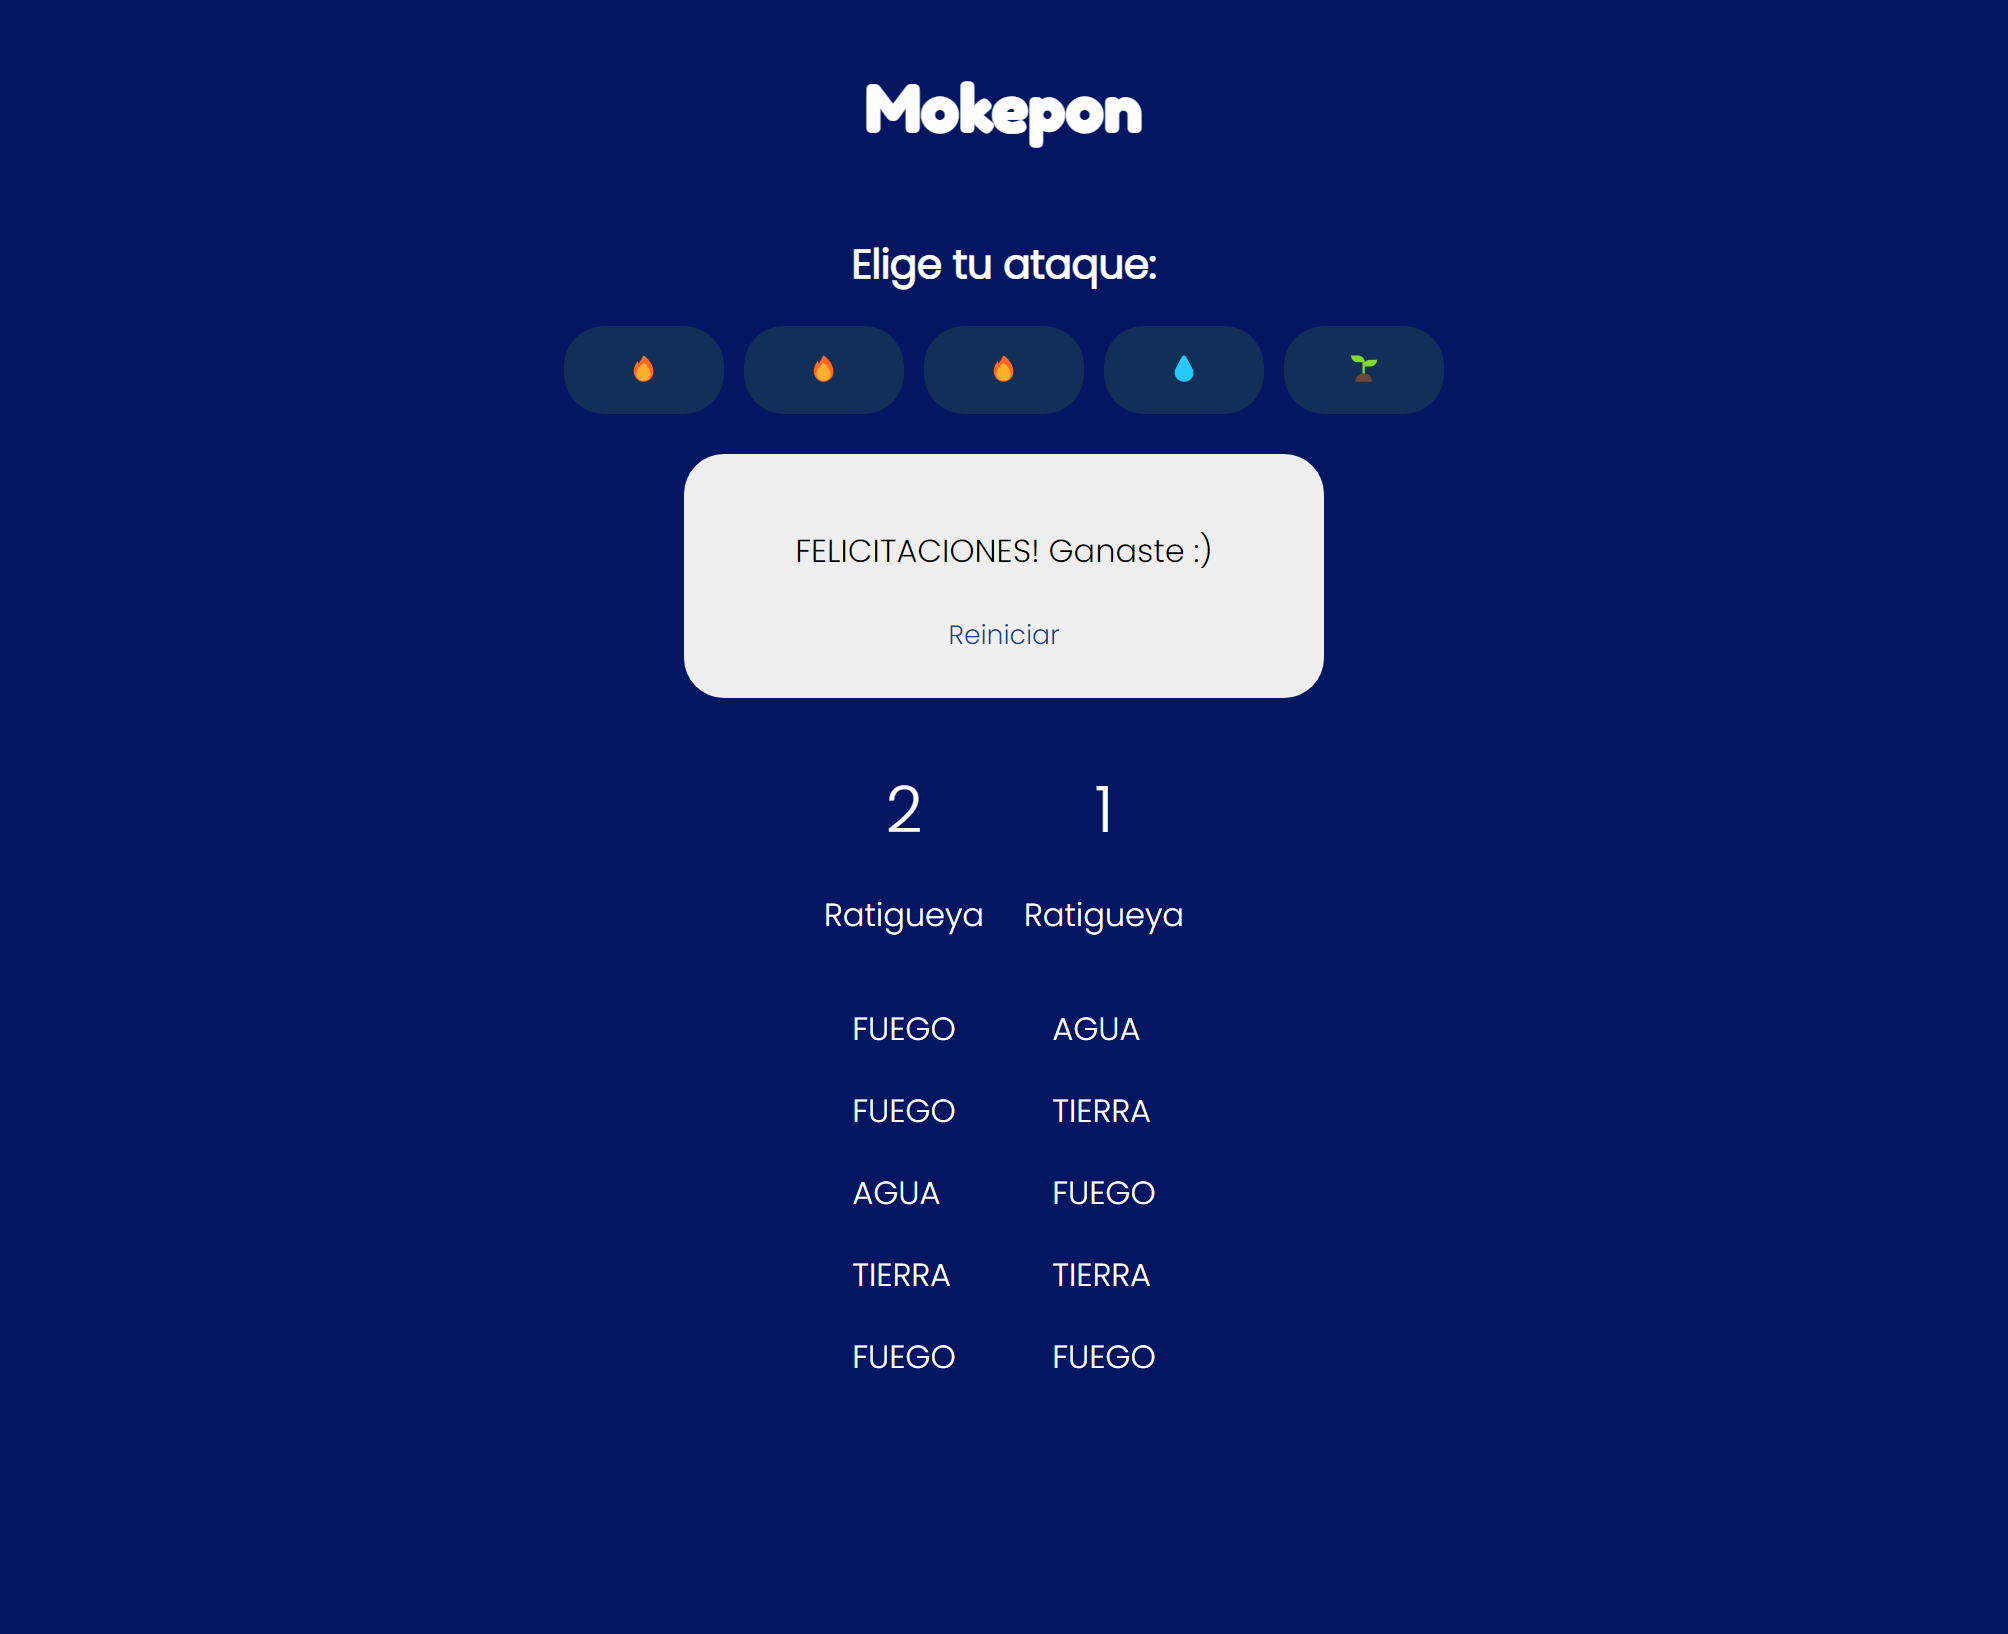 Mokepon
Elige tu ataque:
FELICITACIONES! Ganaste :)
Reiniciar
2 1
Ratigueya Ratigueya
FUEGO AGUA
FUEGO TIERRA
AGUA FUEGO
TIERRA TIERRA
FUEGO FUEGO